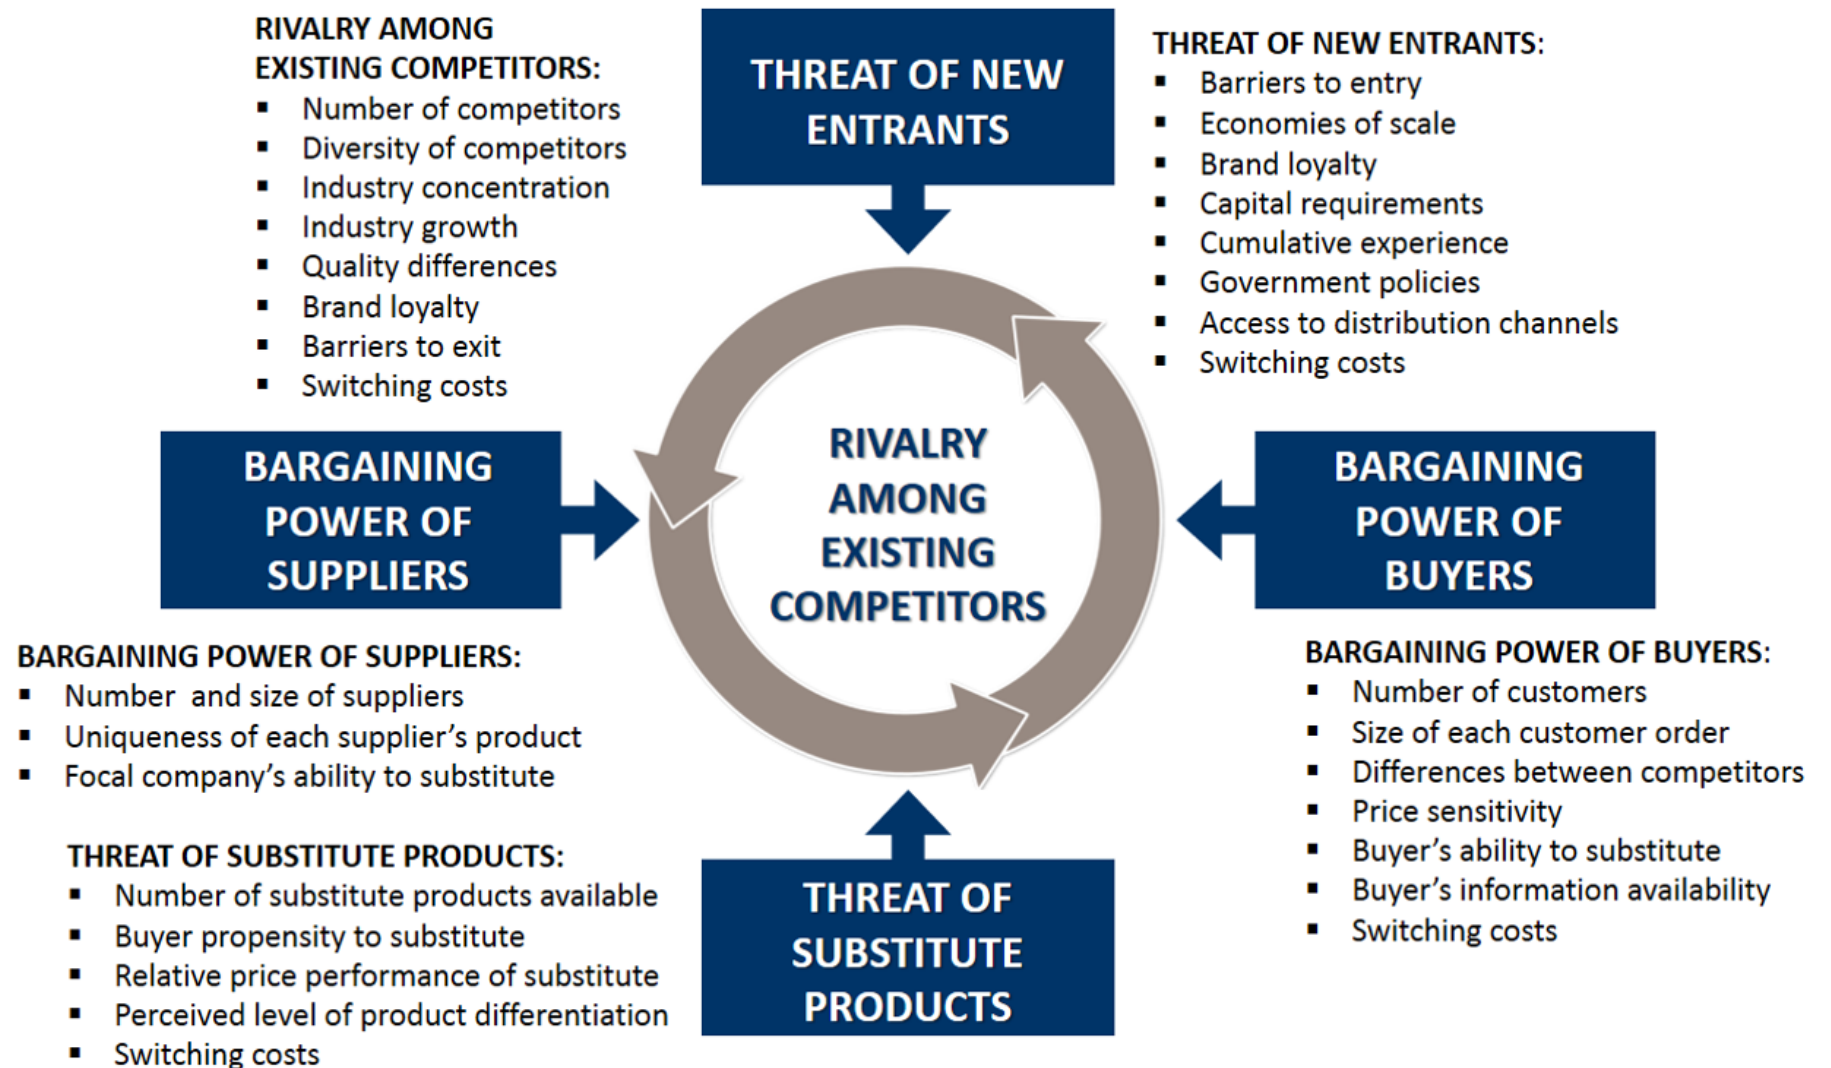 RIVALRY AMONG
EXISTING COMPETITORS:
▪ Number of competitors
▪ Diversity of competitors
▪ Industry concentration
▪ Industry growth
▪ Quality differences
▪ Brand loyalty
▪ Barriers to exit
▪ Switching costs
THREAT OF NEW
ENTRANTS
THREAT OF NEW ENTRANTS:
▪ Barriers to entry
▪ Economies of scale
▪ Brand loyalty
▪ Capital requirements
▪ Cumulative experience
▪ Government policies
▪ Access to distribution channels
▪ Switching costs
BARGAINING
POWER OF
SUPPLIERS
RIVALRY
AMONG
EXISTING
COMPETITORS
BARGAINING
POWER OF
BUYERS
BARGAINING POWER OF SUPPLIERS:
▪ Number and size of suppliers
▪ Uniqueness of each supplier’s product
▪ Focal company’s ability to substitute
BARGAINING POWER OF BUYERS:
▪ Number of customers
▪ Size of each customer order
▪ Differences between competitors
▪ Price sensitivity
▪ Buyer’s ability to substitute
▪ Buyer’s information availability
▪ Switching costs
THREAT OF SUBSTITUTE PRODUCTS:
▪ Number of substitute products available
▪ Buyer propensity to substitute
▪ Relative price performance of substitute
▪ Perceived level of product differentiation
▪ Switching costs
THREAT OF
SUBSTITUTE
PRODUCTS